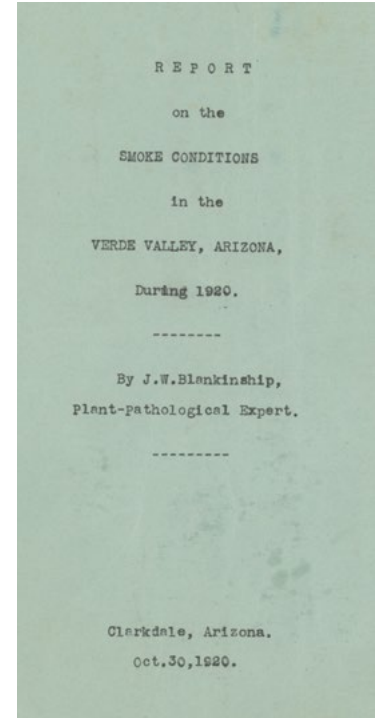 R E P O R T
on the
SMOKE CONDITIONS
in the
VERDE VALLEY, ARIZONA,
During 1920.
--------
By J.W.Blankinship,
Plant-Pathological Expert.
---------
Clarkdale, Arizona.
Oct.30,1920.